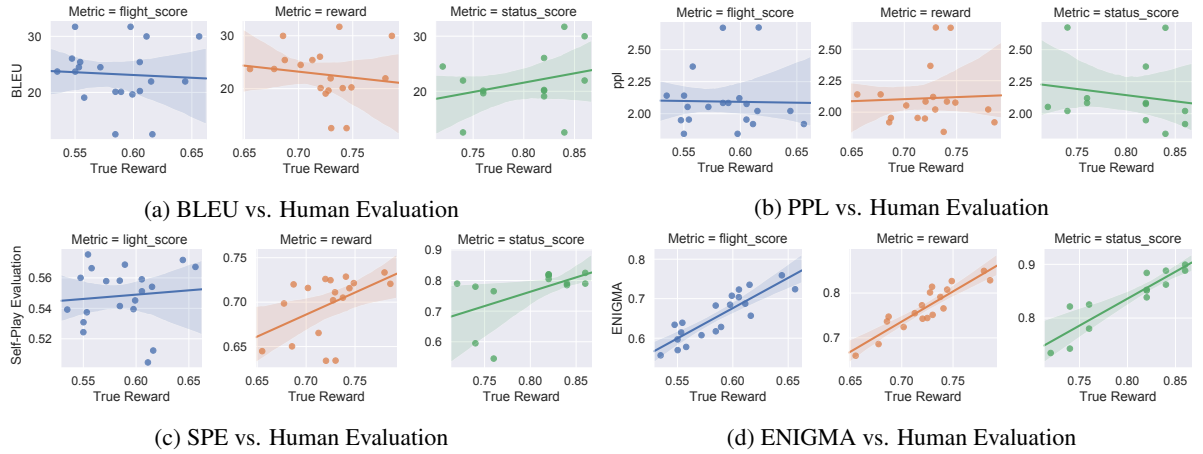 Metric = flight_score Metric = reward Metric = status_score
BLEU
30
20
30
20
30
20
0.55 0.60 0.65 0.70 0.75 0.75 0.80 0.85
True Reward True Reward True Reward
(a) BLEU vs. Human Evaluation
Metric = flight_score Metric = reward Metric = status_score
ppl
2.50
2.25
2.00
2.50
2.25
2.00
2.50
2.25
2.00
0.55 0.60 0.65 0.70 0.75 0.75 0.80 0.85
True Reward True Reward True Reward
(b) PPL vs. Human Evaluation
Metric = light_score Metric = reward Metric = status_score
Self-Play Evaluation
0.56
0.54
0.52
0.75
0.70
0.65
0.9
0.8
0.7
0.6
0.55 0.60 0.65 0.70 0.75 0.75 0.80 0.85
True Reward True Reward True Reward
(c) SPE vs. Human Evaluation
Metric = flight_score Metric = reward Metric = status_score
ENIGMA
0.8
0.7
0.6
0.8
0.7
0.9
0.8
0.55 0.60 0.65 0.65 0.70 0.75 0.75 0.80 0.85
True Reward True Reward True Reward
(d) ENIGMA vs. Human Evaluation